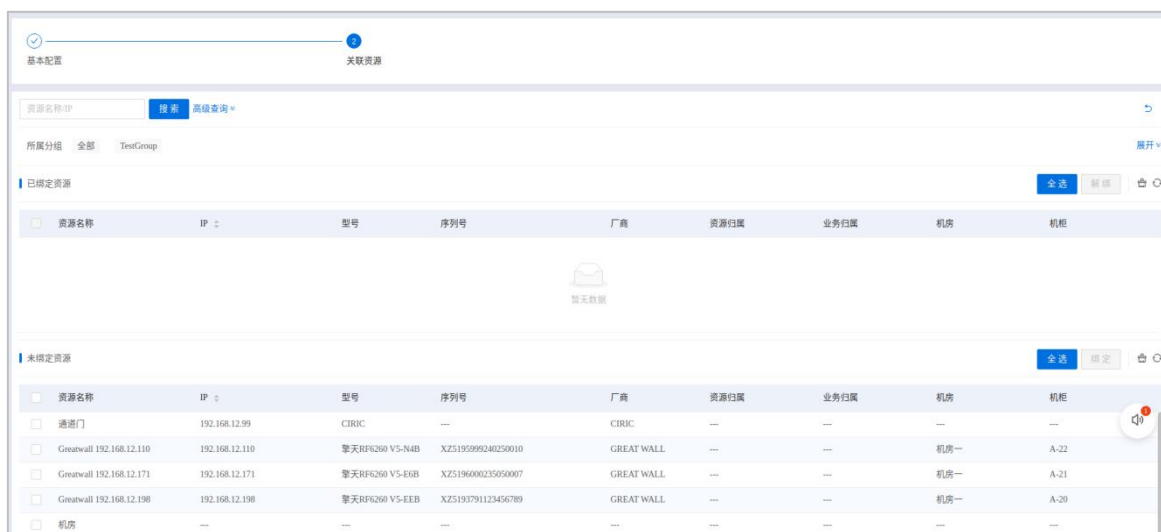 2
基本配置 关联资源
资源名称/IP 搜索 高级查询
所属分组 全部 TestGroup 展开
已绑定资源 全选 解绑
资源名称 IP 型号 序列号 厂商 资源归属 业务归属 机房 机柜
暂无数据
未绑定资源 全选 绑定
资源名称 IP 型号 序列号 厂商 资源归属 业务归属 机房 机柜
通道门 192.168.12.99 CIRIC --- CIRIC --- --- --- ---
1
Greatwall 192.168.12.110 192.168.12.110 擎天RF6260 V5-N4B XZ5195999240250010 GREAT WALL --- --- 机房一 A-22
Greatwall 192.168.12.171 192.168.12.171 擎天RF6260 V5-E6B XZ5196000235050007 GREAT WALL --- --- 机房一 A-21
Greatwall 192.168.12.198 192.168.12.198 擎天RF6260 V5-EEB XZ5193791123456789 GREAT WALL --- --- 机房一 A-20
机房 --- --- --- --- --- --- --- ---